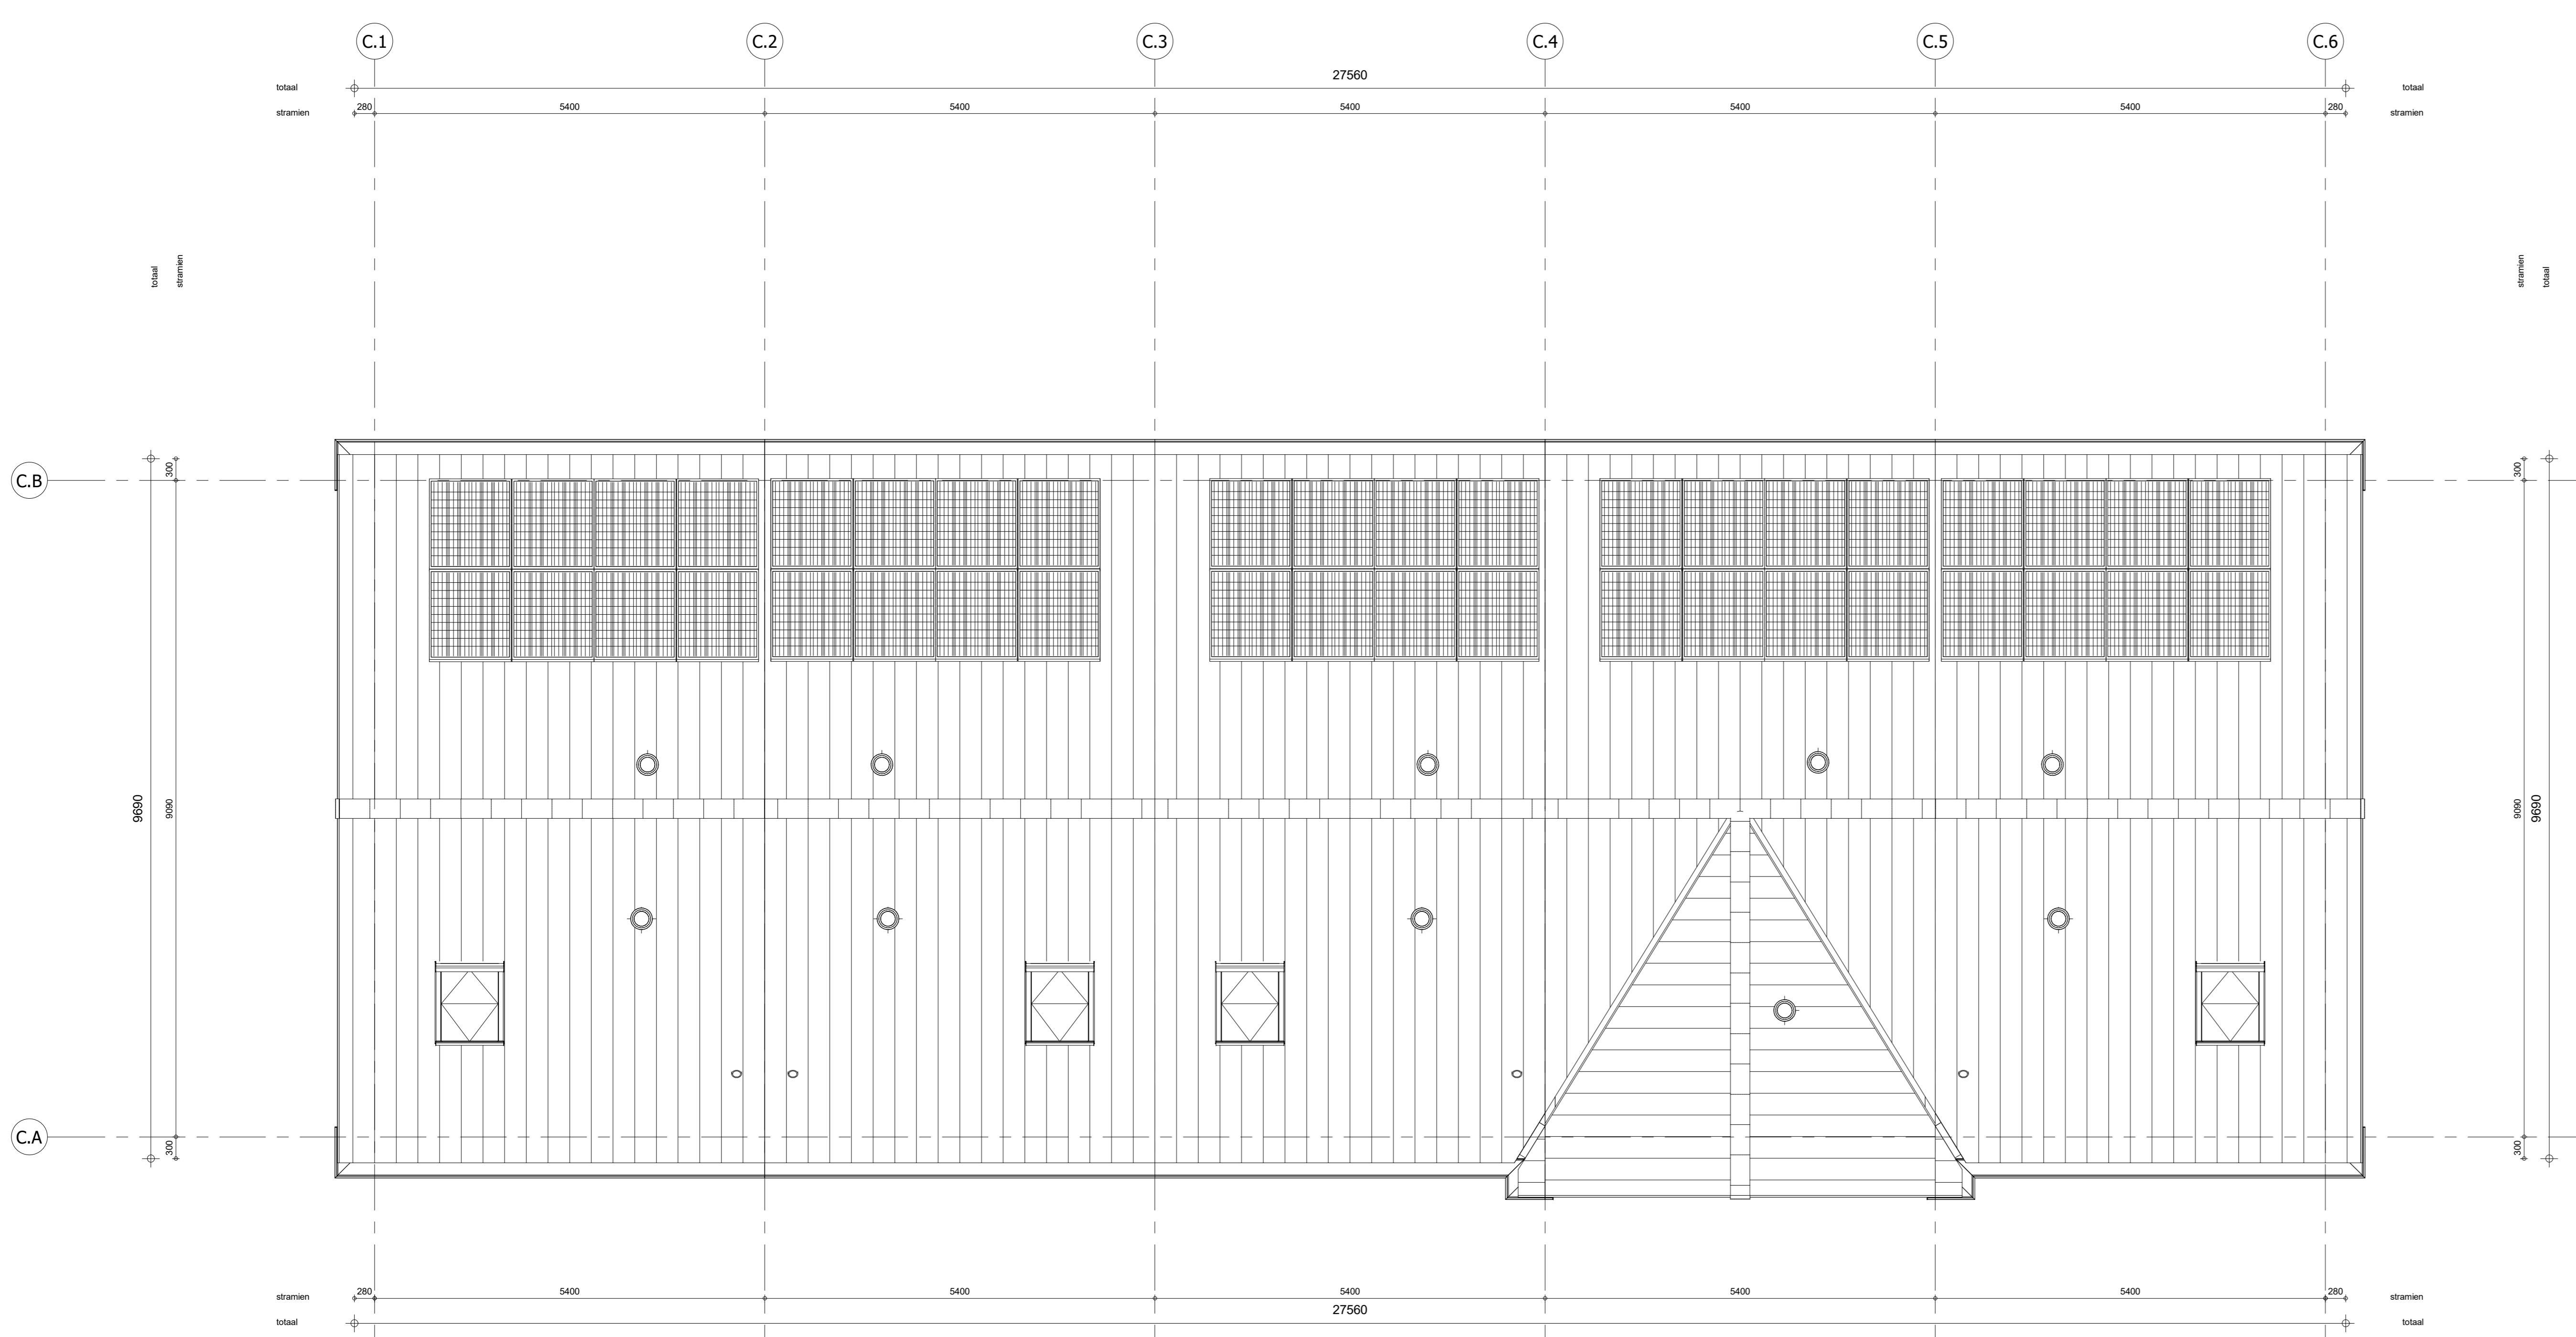 C.1 C.2 C.3 C.4 C.5 C.6
27560
totaal totaal
280 5400 5400 5400 5400 5400 280
stramien stramien
totaal stramien stramien totaal
300 300
C.B
9690 9090 9090 9690
C.A
300 300
280 5400 5400 5400 5400 5400 280
stramien stramien
27560
totaal totaal